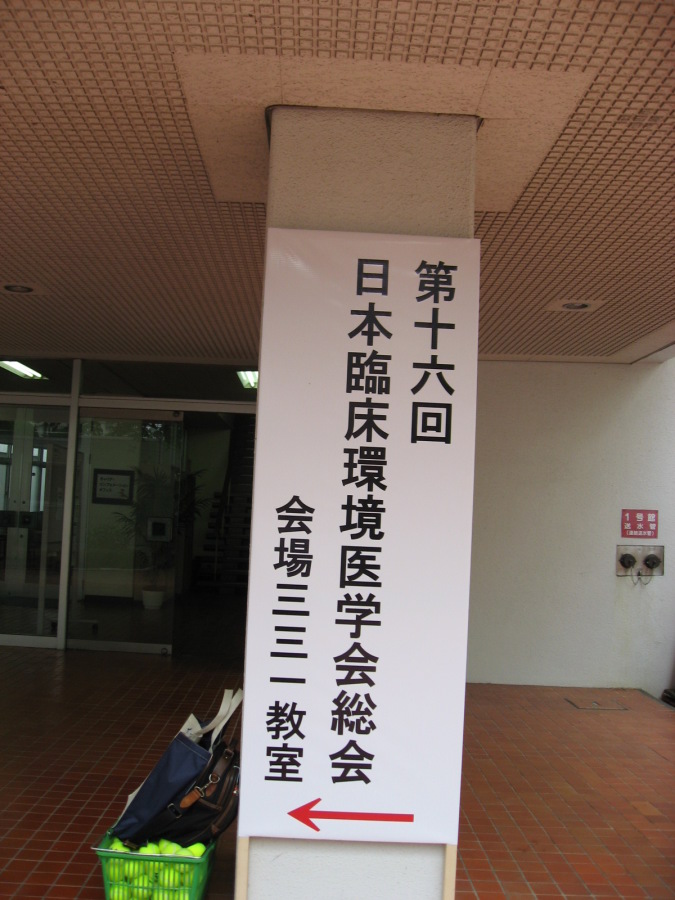 第十六回
日本臨床環境医学会総会
会場三三一教室
1号館
送水管